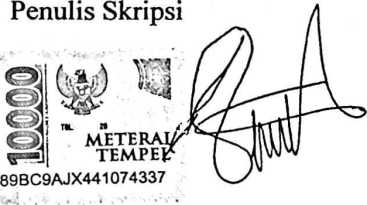 Penulis Skripsi
10000
TGL. 20
METERAI
TEMPEL
89BC9AJX441074337